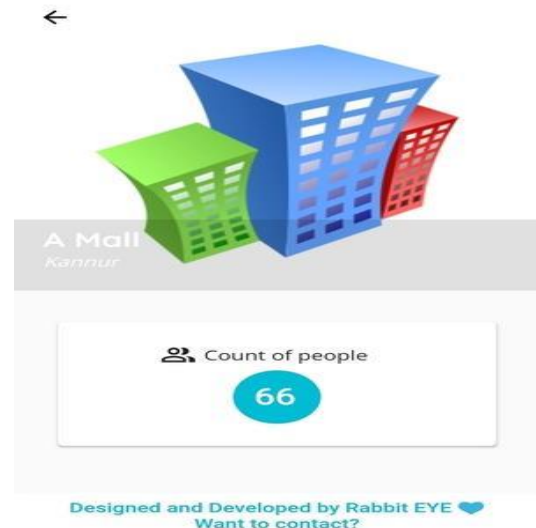 A Mall
Kannur
Count of people
66
Designed and Developed by Rabbit EYE
Want to contact?